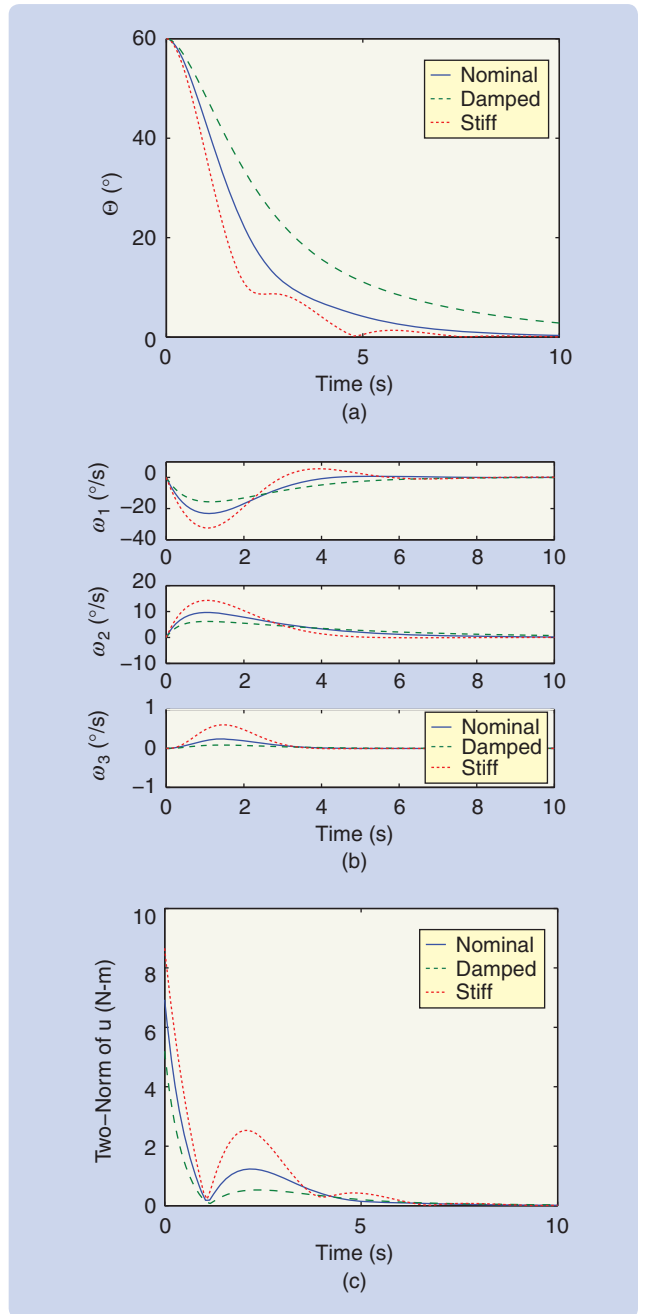 60
40
20
0
Θ (°)
Nominal
Damped
Stiff
0
5
10
Time (s)
(a)
0
−20
−40
ω1 (°/s)
0 2 4 6 8 10
20
10
0
−10
ω2 (°/s)
0 2 4 6 8 10
1
0
−1
ω3 (°/s)
Nominal
Damped
Stiff
0 2 4 6 8 10
Time (s)
(b)
10
8
6
4
2
0
Two−Norm of u (N-m)
Nominal
Damped
Stiff
0
5
10
Time (s)
(c)